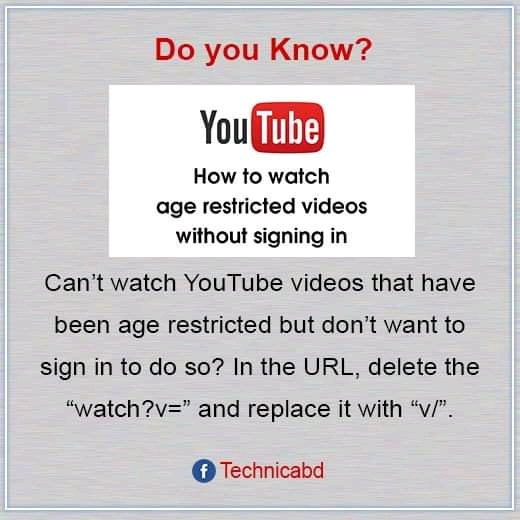 Do you Know?
YouTube
How to watch
age restricted videos
without signing in
Can’t watch YouTube videos that have
been age restricted but don’t want to
sign in to do so? In the URL, delete the
“watch?v=” and replace it with “v/”.
f Technicabd